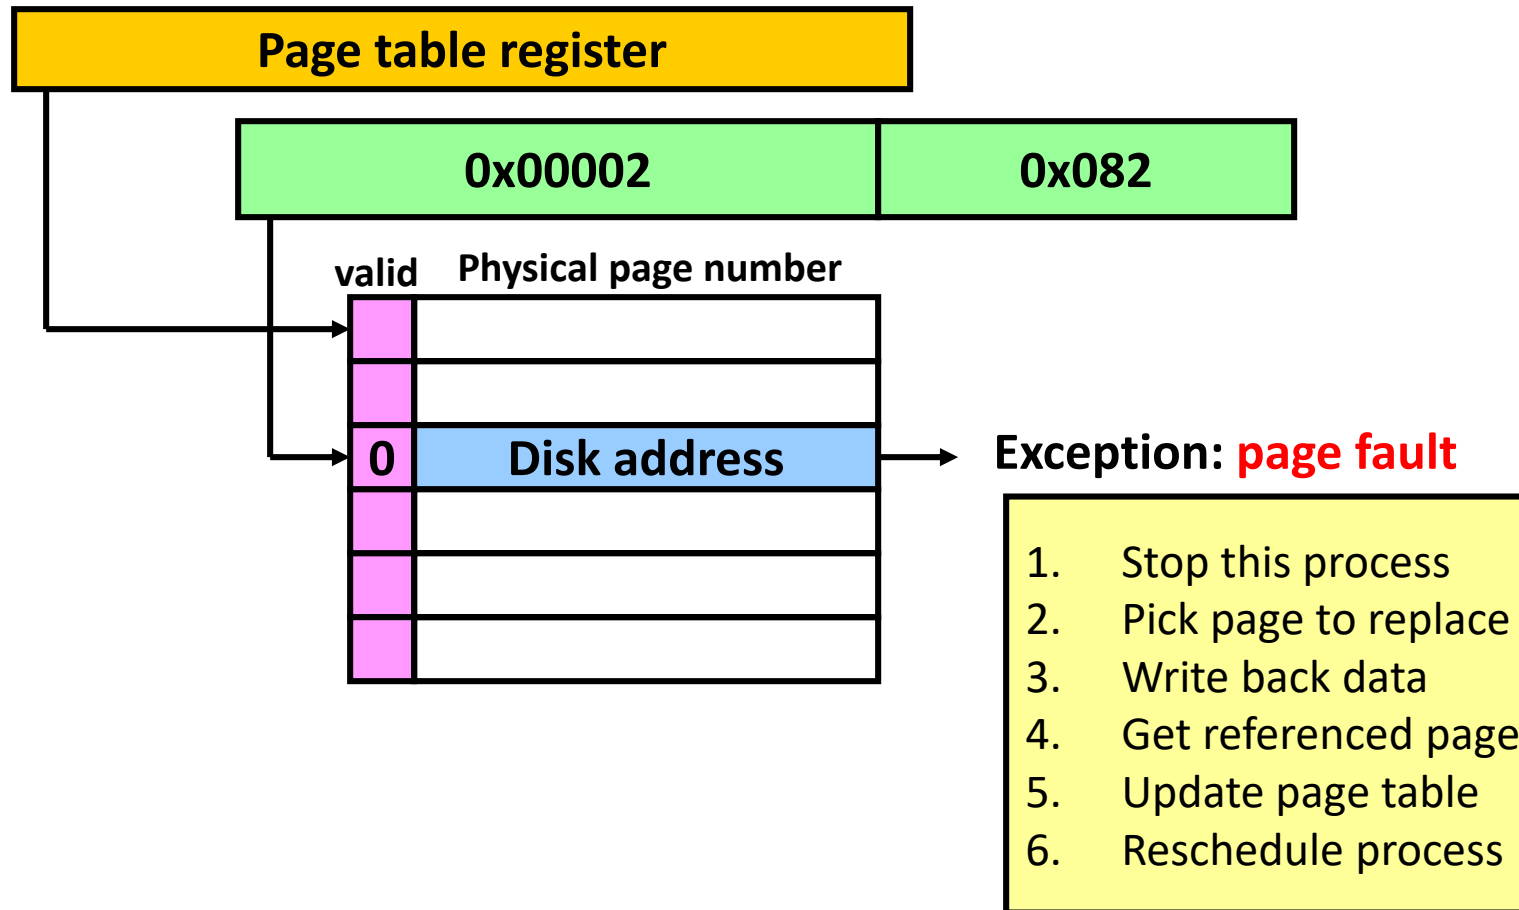 Page table register
0x00002 0x082
valid Physical page number
0 Disk address
Exception: page fault
1. Stop this process
2. Pick page to replace
3. Write back data
4. Get referenced page
5. Update page table
6. Reschedule process